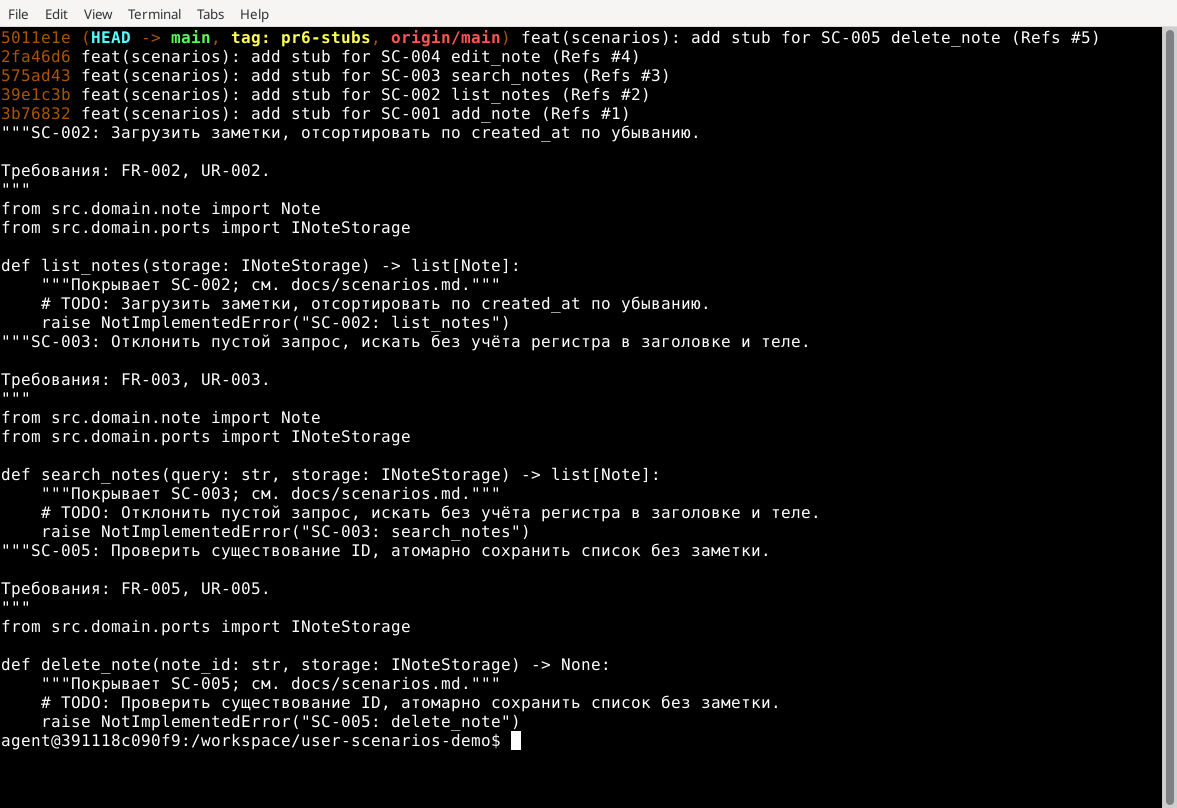 File Edit View Terminal Tabs Help
5011e1e (HEAD -> main, tag: pr6-stubs, origin/main) feat(scenarios): add stub for SC-005 delete_note (Refs #5)
2fa46d6 feat(scenarios): add stub for SC-004 edit_note (Refs #4)
575ad43 feat(scenarios): add stub for SC-003 search_notes (Refs #3)
39e1c3b feat(scenarios): add stub for SC-002 list_notes (Refs #2)
3b76832 feat(scenarios): add stub for SC-001 add_note (Refs #1)
"""SC-002: Загрузить заметки, отсортировать по created_at по убыванию.

Требования: FR-002, UR-002.
"""
from src.domain.note import Note
from src.domain.ports import INoteStorage

def list_notes(storage: INoteStorage) -> list[Note]:
    """Покрывает SC-002; см. docs/scenarios.md."""
    # TODO: Загрузить заметки, отсортировать по created_at по убыванию.
    raise NotImplementedError("SC-002: list_notes")
"""SC-003: Отклонить пустой запрос, искать без учёта регистра в заголовке и теле.

Требования: FR-003, UR-003.
"""
from src.domain.note import Note
from src.domain.ports import INoteStorage

def search_notes(query: str, storage: INoteStorage) -> list[Note]:
    """Покрывает SC-003; см. docs/scenarios.md."""
    # TODO: Отклонить пустой запрос, искать без учёта регистра в заголовке и теле.
    raise NotImplementedError("SC-003: search_notes")
"""SC-005: Проверить существование ID, атомарно сохранить список без заметки.

Требования: FR-005, UR-005.
"""
from src.domain.ports import INoteStorage

def delete_note(note_id: str, storage: INoteStorage) -> None:
    """Покрывает SC-005; см. docs/scenarios.md."""
    # TODO: Проверить существование ID, атомарно сохранить список без заметки.
    raise NotImplementedError("SC-005: delete_note")
agent@391118c090f9:/workspace/user-scenarios-demo$